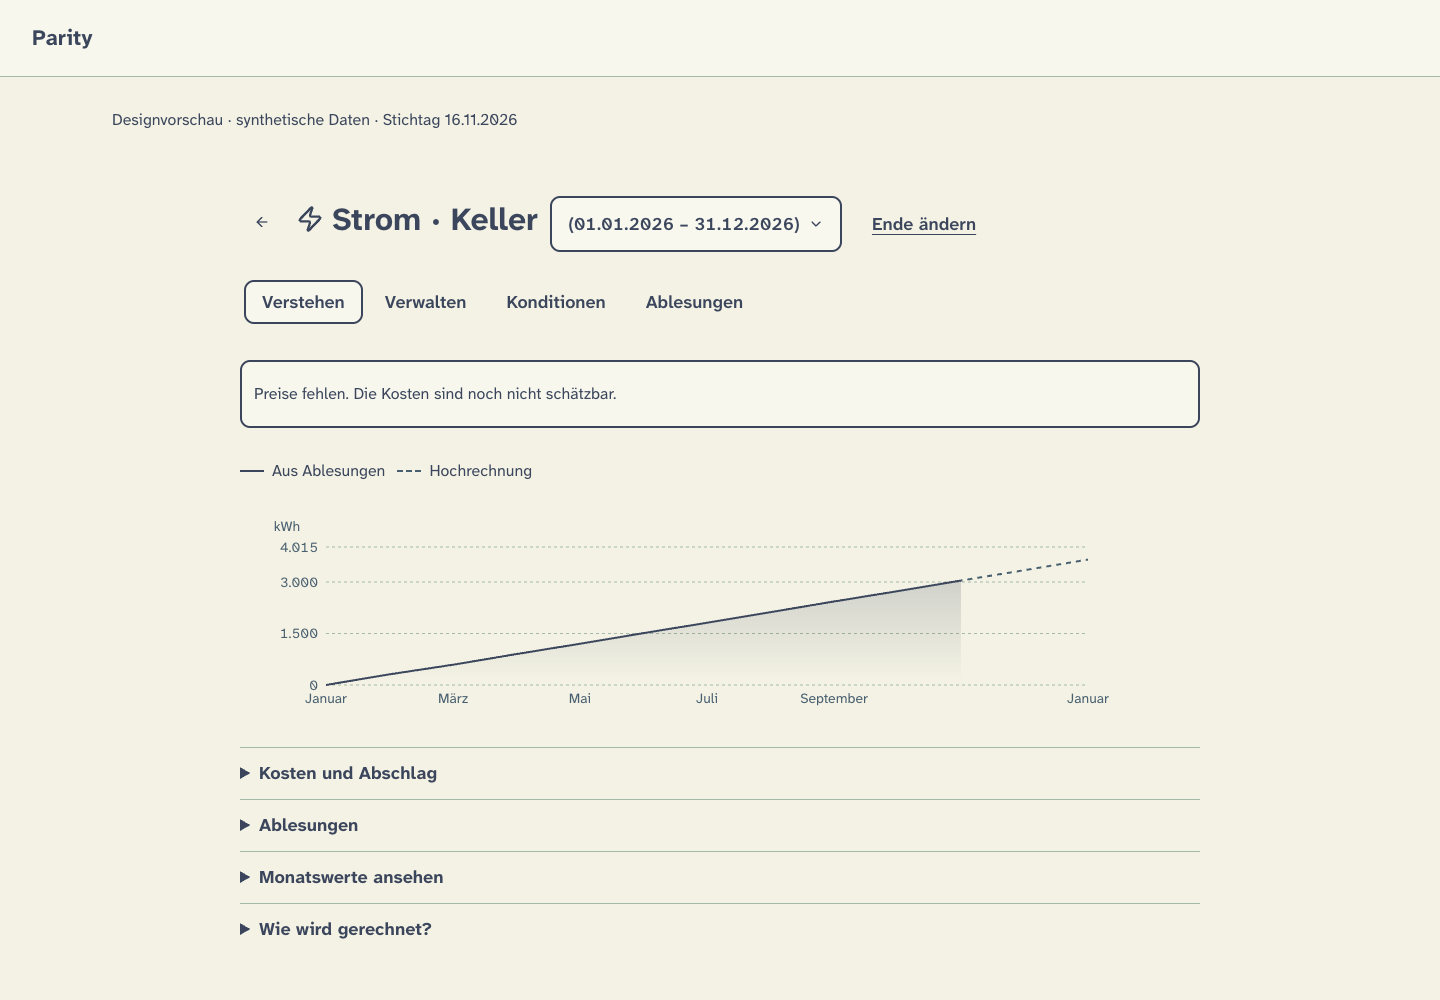 Parity
Designvorschau · synthetische Daten · Stichtag 16.11.2026
Strom · Keller (01.01.2026 – 31.12.2026) Ende ändern
Verstehen Verwalten Konditionen Ablesungen
Preise fehlen. Die Kosten sind noch nicht schätzbar.
Aus Ablesungen Hochrechnung
kWh
4.015
3.000
1.500
0
Januar März Mai Juli September Januar
Kosten und Abschlag
Ablesungen
Monatswerte ansehen
Wie wird gerechnet?